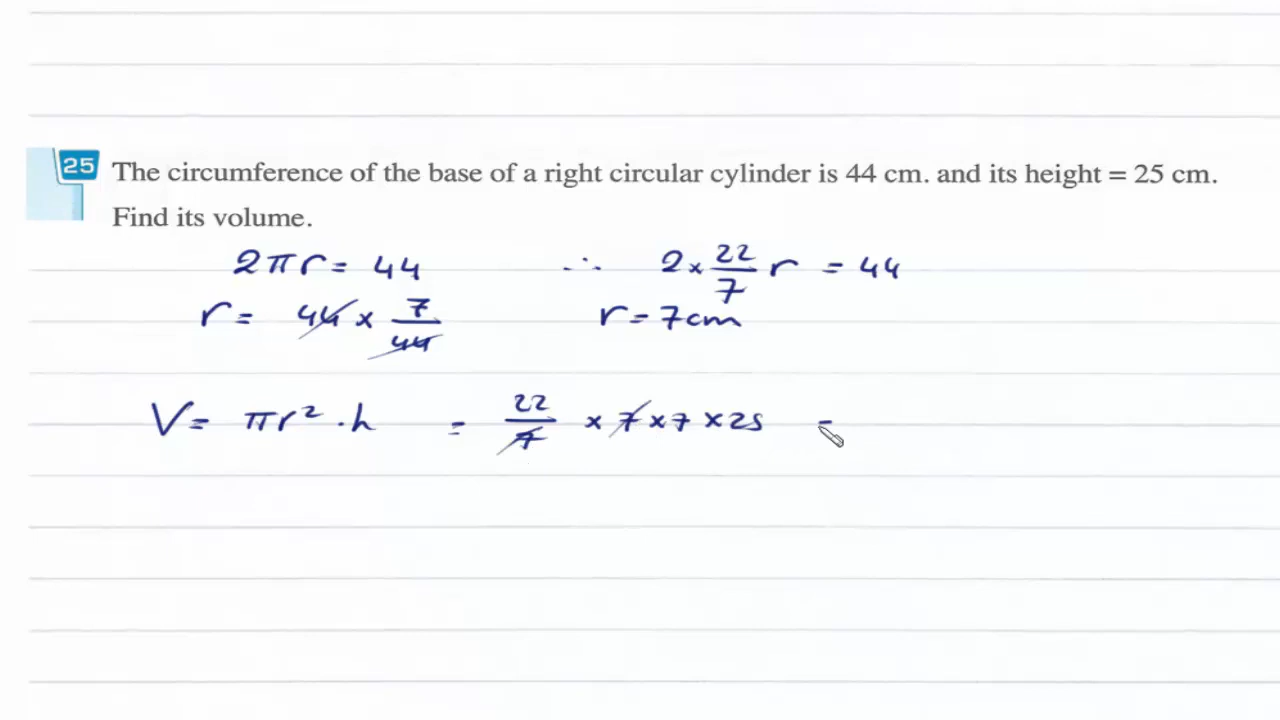 25 The circumference of the base of a right circular cylinder is 44 cm. and its height = 25 cm.
Find its volume.
2πr = 44 ∴ 2 × 22/7 r = 44
r = 44 × 7/44 r = 7cm
V = πr² · h = 22/7 × 7 × 7 × 25 =